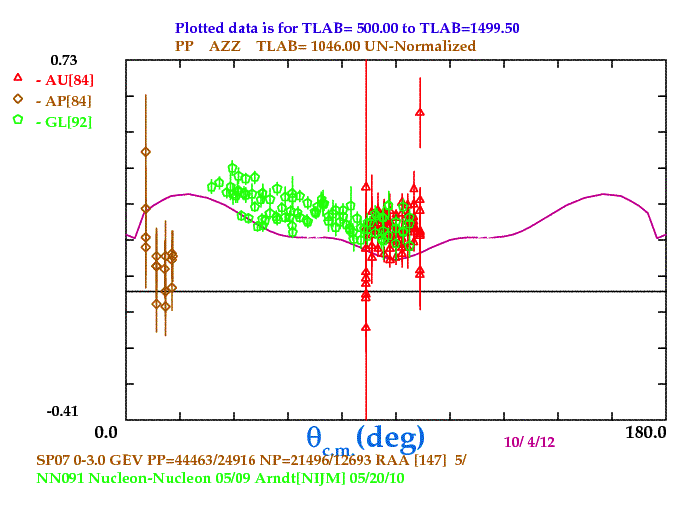 Plotted data is for TLAB= 500.00 to TLAB=1499.50
PP AZZ TLAB= 1046.00 UN-Normalized
0.73
- AU[84]
- AP[84]
- GL[92]
-0.41
0.0
θc.m.(deg)
180.0
10/ 4/12
SP07 0-3.0 GEV PP=44463/24916 NP=21496/12693 RAA [147] 5/
NN091 Nucleon-Nucleon 05/09 Arndt[NIJM] 05/20/10